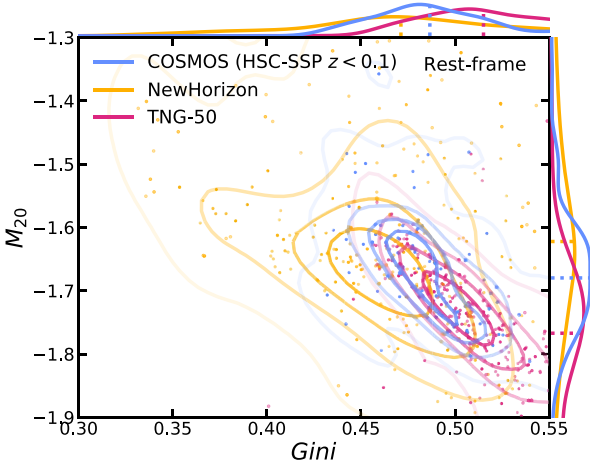 −1.3
COSMOS (HSC-SSP z < 0.1)
Rest-frame
NewHorizon
TNG-50
−1.4
−1.5
−1.6
−1.7
−1.8
−1.9
M20
0.30
0.35
0.40
0.45
0.50
0.55
Gini